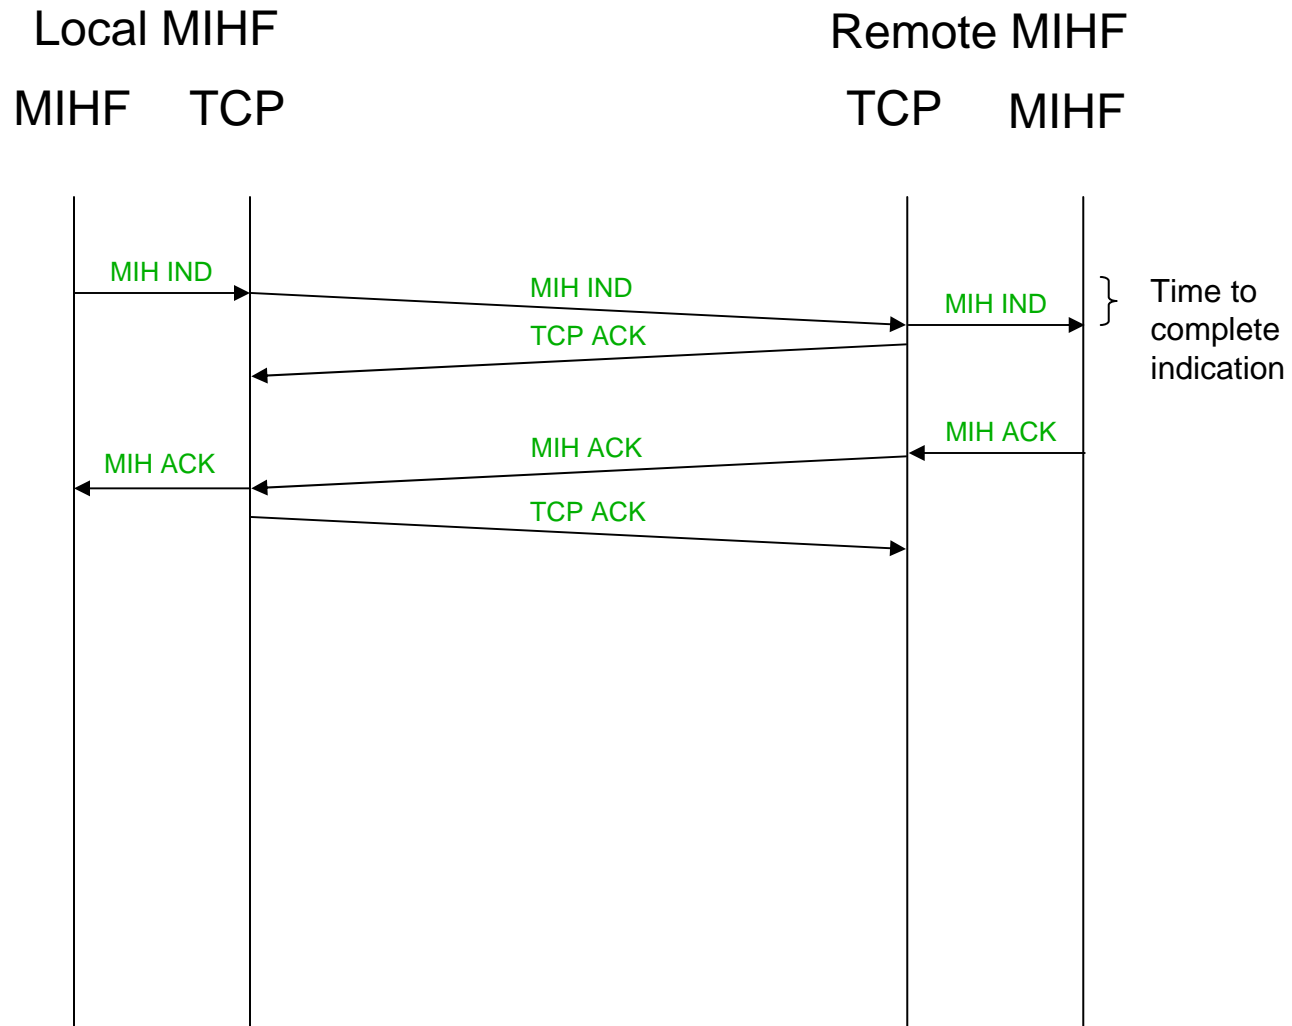 Local MIHF
Remote MIHF
MIHF
TCP
TCP
MIHF
MIH IND
MIH IND
MIH IND
Time to
complete
indication
TCP ACK
MIH ACK
MIH ACK
MIH ACK
TCP ACK